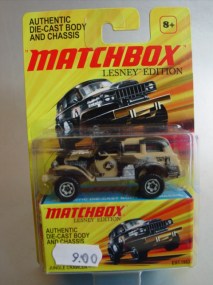 AUTHENTIC
DIE-CAST BODY
AND CHASSIS
8+
MATCHBOX
LESNEY EDITION
MATCHBOX
LESNEY EDITION
AUTHENTIC
DIE-CAST BODY
AND CHASSIS
9.00